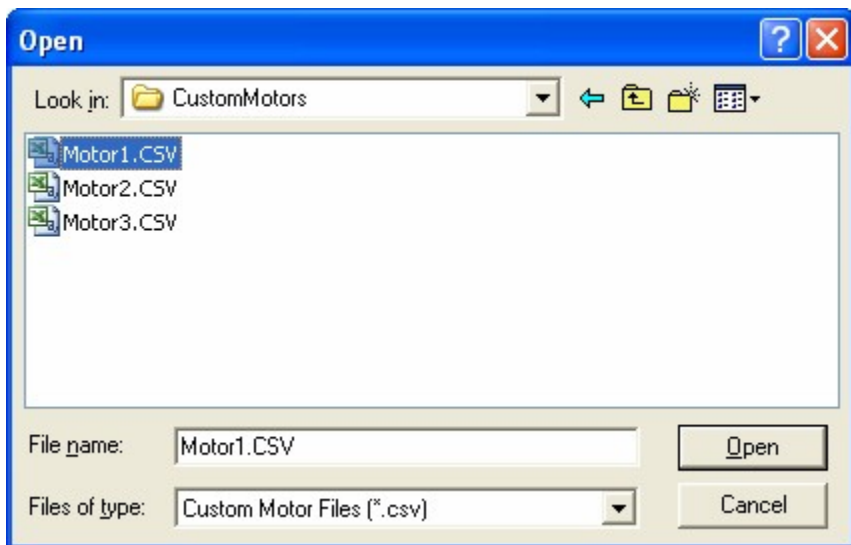 Open
Look in: CustomMotors
Motor1.CSV
Motor2.CSV
Motor3.CSV
File name: Motor1.CSV Open
Files of type: Custom Motor Files (*.csv) Cancel